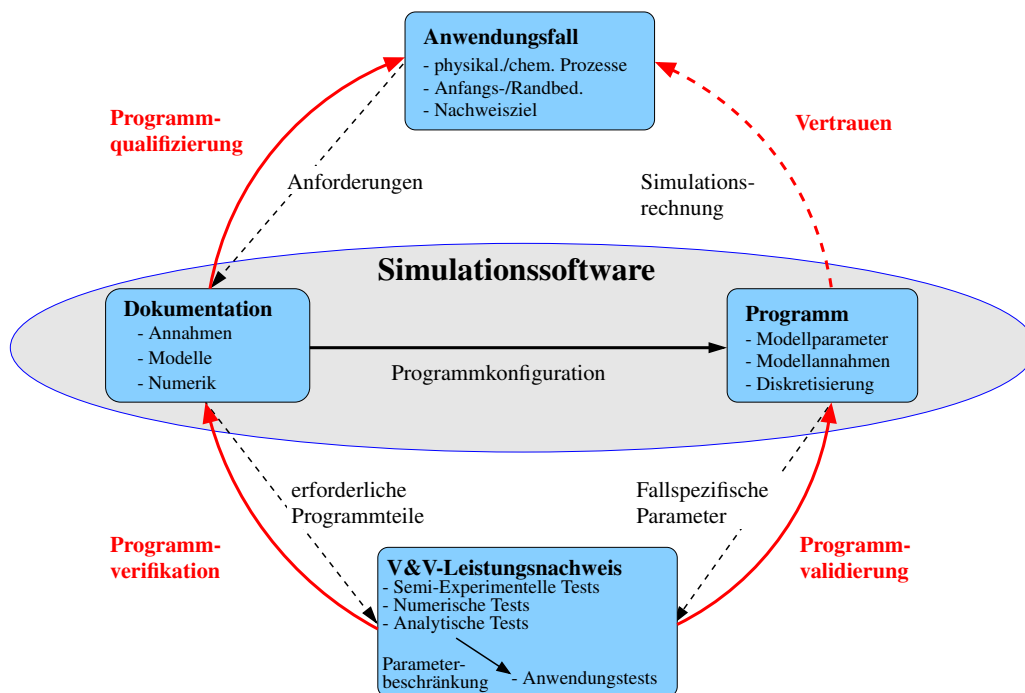 Anwendungsfall
- physikal./chem. Prozesse
- Anfangs-/Randbed.
- Nachweisziel
Programm-
qualifizierung
Vertrauen
Anforderungen
Simulations-
rechnung
Simulationssoftware
Dokumentation
- Annahmen
- Modelle
- Numerik
Programmkonfiguration
Programm
- Modellparameter
- Modellannahmen
- Diskretisierung
erforderliche
Programmteile
Fallspezifische
Parameter
Programm-
verifikation
Programm-
validierung
V&V-Leistungsnachweis
- Semi-Experimentelle Tests
- Numerische Tests
- Analytische Tests
Parameter-
beschränkung
- Anwendungstests